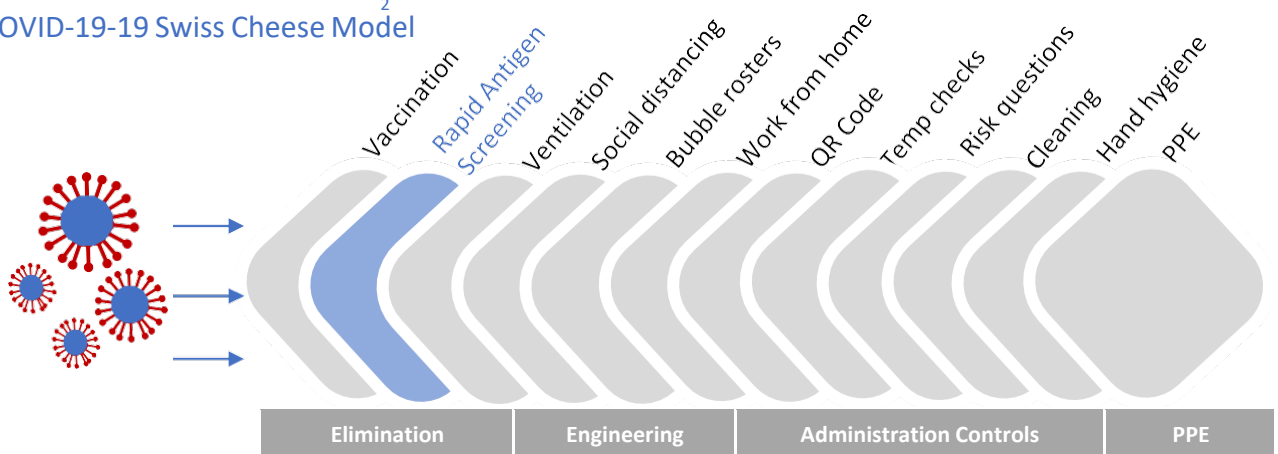 2
OVID-19-19 Swiss Cheese Model
Vaccination
Rapid Antigen
Screening
Ventilation
Social distancing
Bubble rosters
Work from home
QR Code
Temp checks
Risk questions
Cleaning
Hand hygiene
PPE
Elimination
Engineering
Administration Controls
PPE